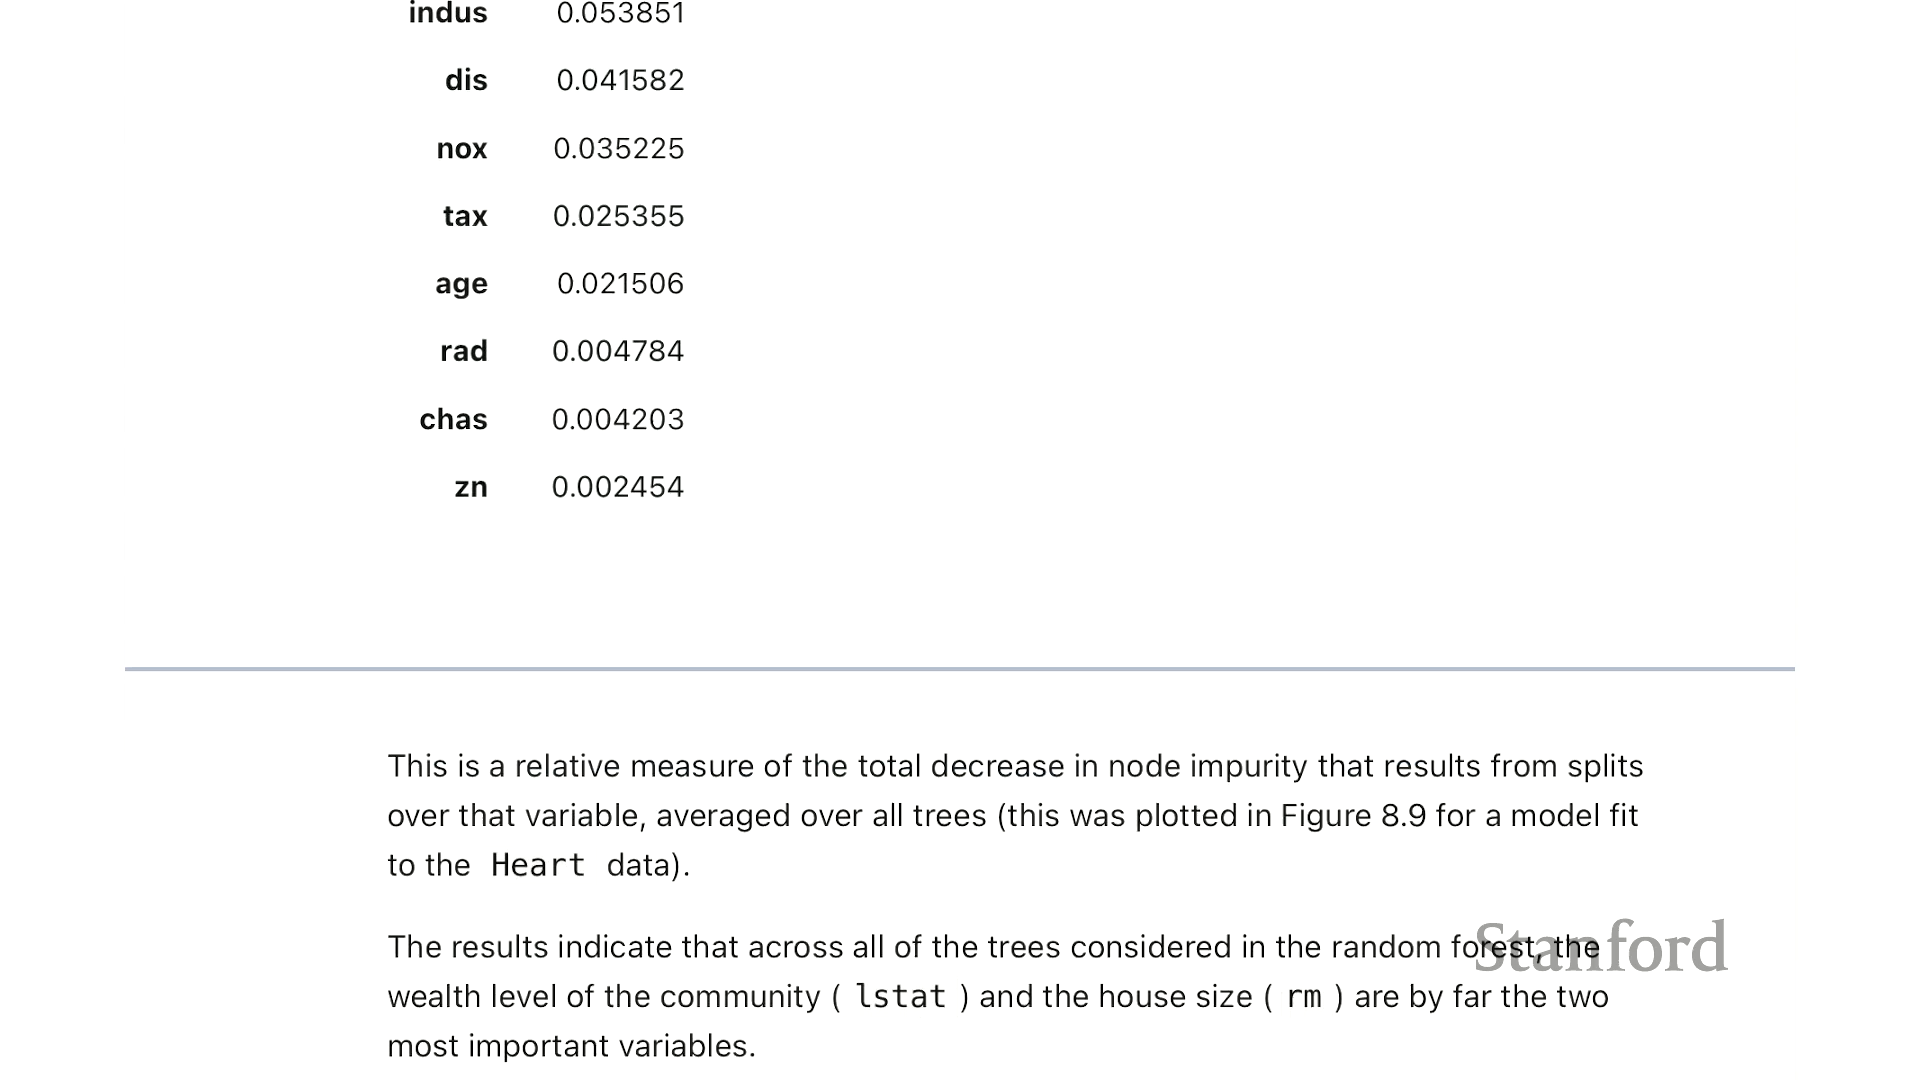 indus 0.053851
dis 0.041582
nox 0.035225
tax 0.025355
age 0.021506
rad 0.004784
chas 0.004203
zn 0.002454
This is a relative measure of the total decrease in node impurity that results from splits
over that variable, averaged over all trees (this was plotted in Figure 8.9 for a model fit
to the Heart data).
The results indicate that across all of the trees considered in the random forest, the
wealth level of the community ( lstat ) and the house size ( rm ) are by far the two
most important variables.
Stanford